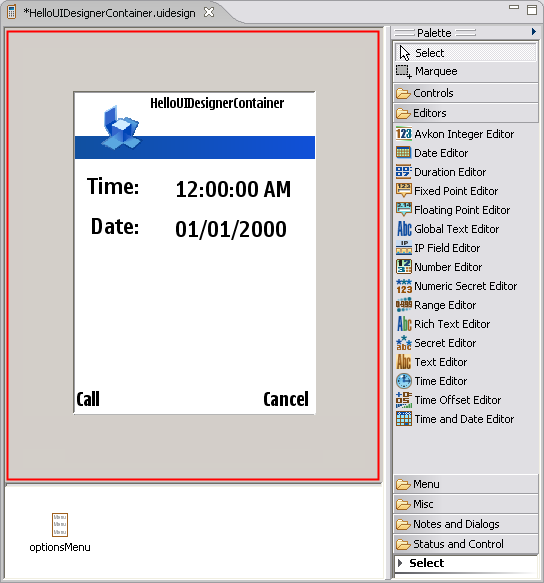 *HelloUIDesignerContainer.uidesign
Palette
Select
Marquee
Controls
Editors
Avkon Integer Editor
Date Editor
Duration Editor
Fixed Point Editor
Floating Point Editor
Global Text Editor
IP Field Editor
Number Editor
Numeric Secret Editor
Range Editor
Rich Text Editor
Secret Editor
Text Editor
Time Editor
Time Offset Editor
Time and Date Editor
Menu
Misc
Notes and Dialogs
Status and Control
Select
HelloUIDesignerContainer
Time: 12:00:00 AM
Date: 01/01/2000
Call Cancel
Menu
Menu
Menu
optionsMenu